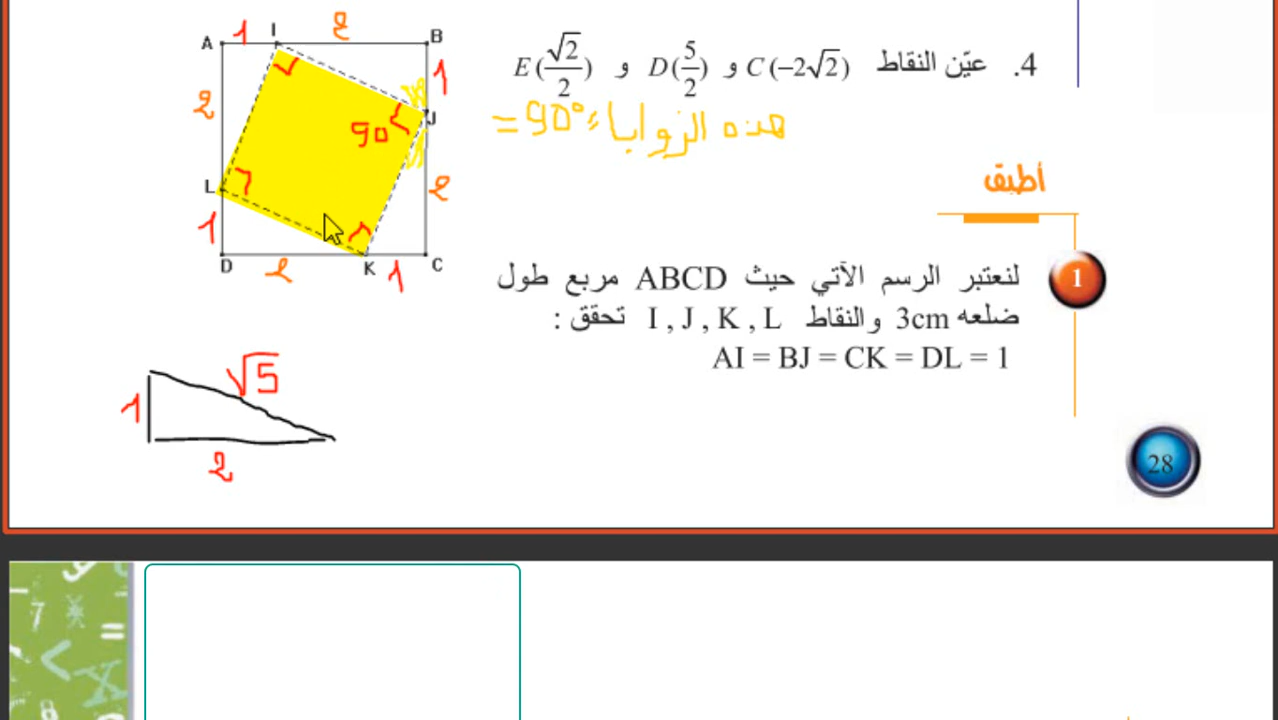 4. عيّن النقاط C(−2√2) و D(5/2) و E(√2/2)
هذه الزوايا: 90° =
أطبق
1
لنعتبر الرسم الآتي حيث ABCD مربع طول
ضلعه 3cm والنقاط I , J , K , L تحقق :
AI = BJ = CK = DL = 1
28
A 1 I 2 B
2 1
90 J
L 2
1
D 2 K 1 C
√5
1
2